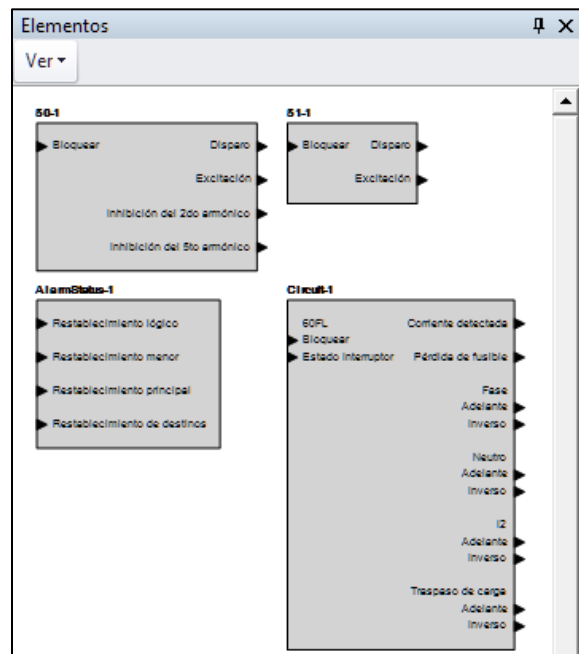 Elementos
Ver
50-1
Bloquear
Disparo
Excitación
Inhibición del 2do armónico
Inhibición del 5to armónico
51-1
Bloquear
Disparo
Excitación
AlarmStatus-1
Restablecimiento lógico
Restablecimiento menor
Restablecimiento principal
Restablecimiento de destinos
Circuit-1
60FL
Corriente detectada
Bloquear
Estado Interruptor
Pérdida de fusible
Fase
Adelante
Inverso
Neutro
Adelante
Inverso
I2
Adelante
Inverso
Traspaso de carga
Adelante
Inverso